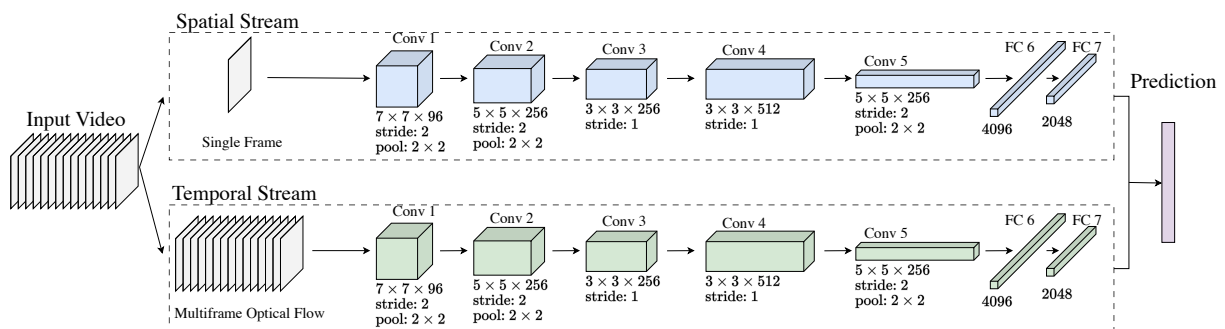 Spatial Stream
Conv 1
Conv 2
Conv 3
Conv 4
Conv 5
FC 6
FC 7
Prediction
Input Video
Single Frame
7 × 7 × 96
stride: 2
pool: 2 × 2
5 × 5 × 256
stride: 2
pool: 2 × 2
3 × 3 × 256
stride: 1
3 × 3 × 512
stride: 1
5 × 5 × 256
stride: 2
pool: 2 × 2
4096
2048
Temporal Stream
Conv 1
Conv 2
Conv 3
Conv 4
Conv 5
FC 6
FC 7
Multiframe Optical Flow
7 × 7 × 96
stride: 2
pool: 2 × 2
5 × 5 × 256
stride: 2
pool: 2 × 2
3 × 3 × 256
stride: 1
3 × 3 × 512
stride: 1
5 × 5 × 256
stride: 2
pool: 2 × 2
4096
2048